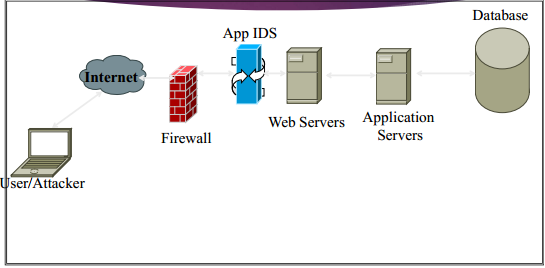 Database
App IDS
Internet
Firewall
Web Servers
Application
Servers
User/Attacker